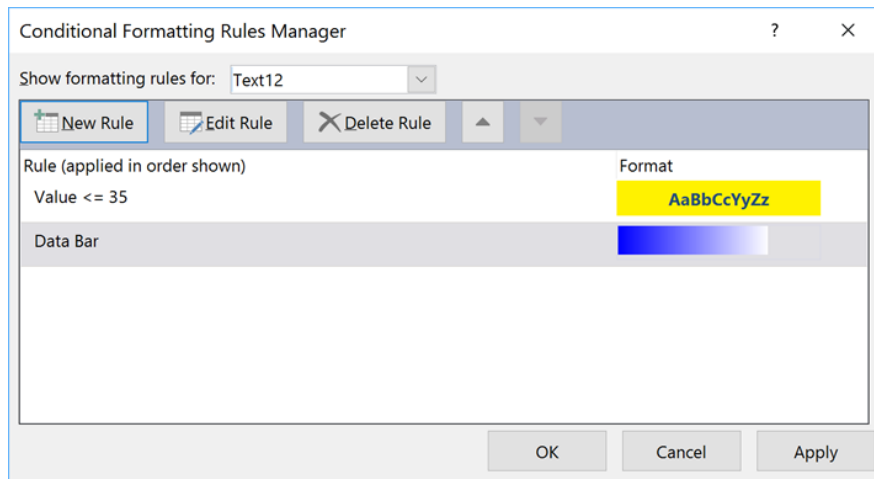 Conditional Formatting Rules Manager ? ×
Show formatting rules for: Text12
New Rule Edit Rule Delete Rule
Rule (applied in order shown) Format
Value <= 35 AaBbCcYyZz
Data Bar
OK Cancel Apply